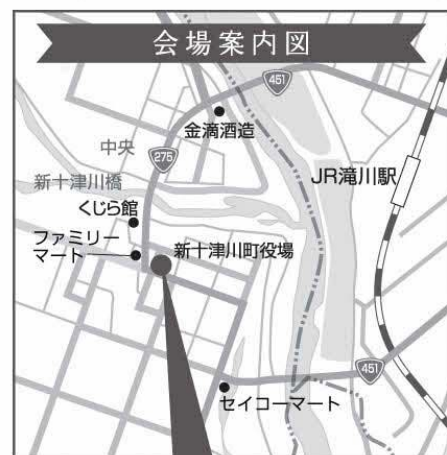 会場案内図
451
金滴酒造
中央
275
JR滝川駅
新十津川橋
くじら館
ファミリー
マート
新十津川町役場
451
セイコーマート